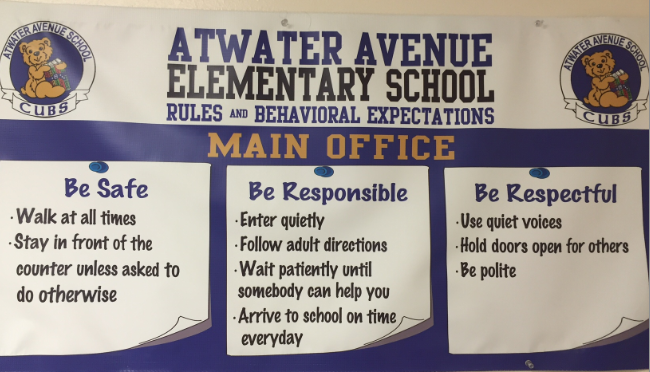 ATWATER AVENUE SCHOOL
CUBS
ATWATER AVENUE
ELEMENTARY SCHOOL
RULES AND BEHAVIORAL EXPECTATIONS
ATWATER AVENUE SCHOOL
CUBS
MAIN OFFICE
Be Safe
· Walk at all times
· Stay in front of the
counter unless asked to
do otherwise
Be Responsible
· Enter quietly
· Follow adult directions
· Wait patiently until
somebody can help you
· Arrive to school on time
everyday
Be Respectful
· Use quiet voices
· Hold doors open for others
· Be polite